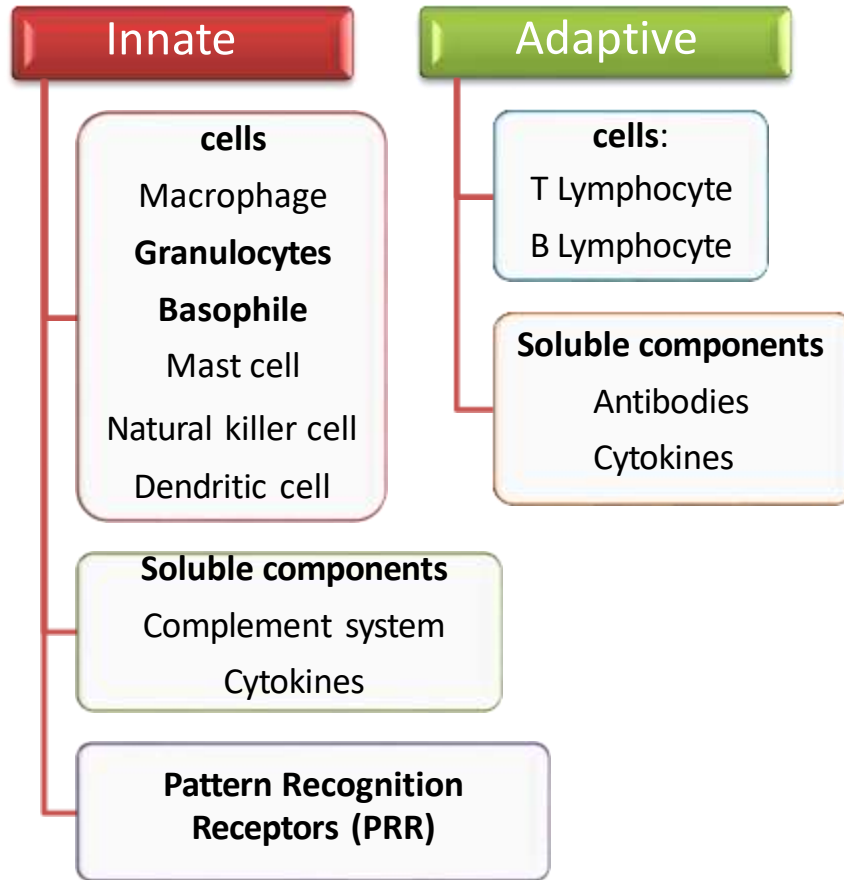 Innate
cells
Macrophage
Granulocytes
Basophile
Mast cell
Natural killer cell
Dendritic cell
Soluble components
Complement system
Cytokines
Pattern Recognition
Receptors (PRR)
Adaptive
cells:
T Lymphocyte
B Lymphocyte
Soluble components
Antibodies
Cytokines